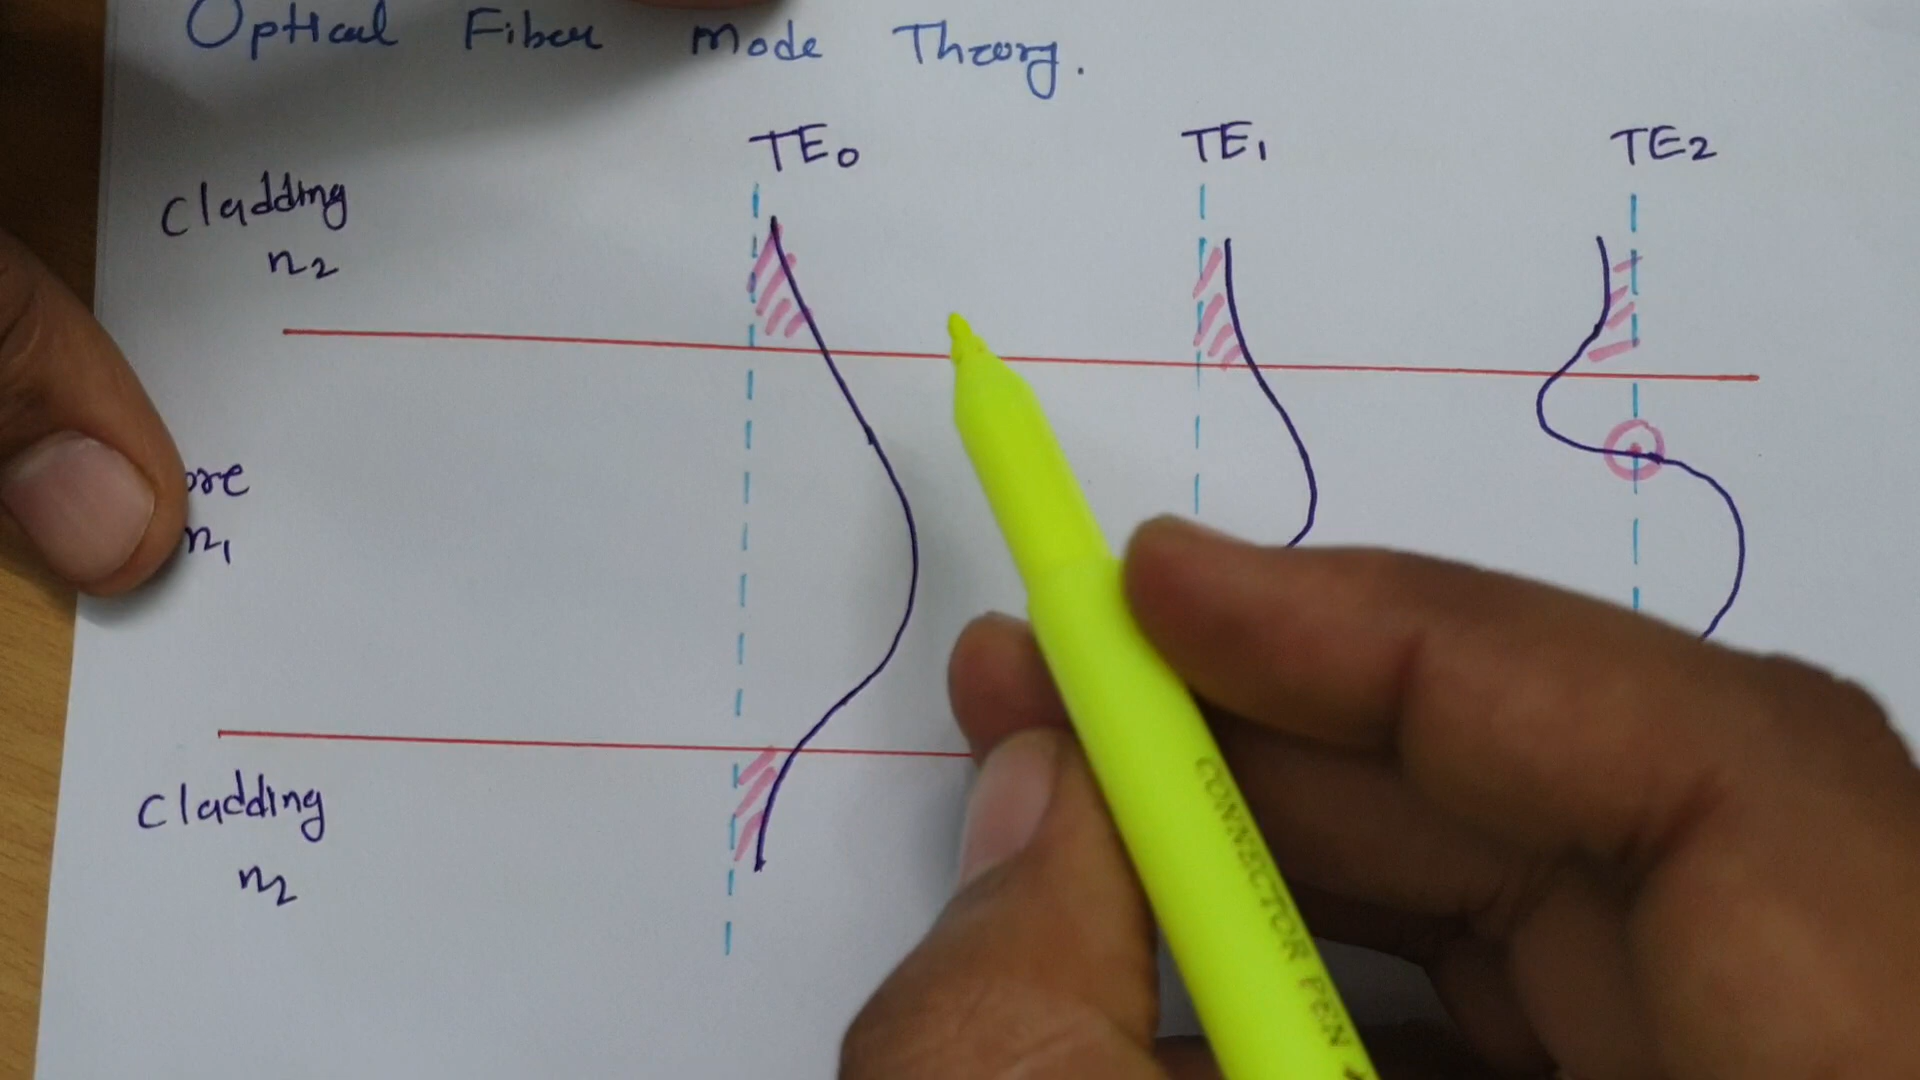 Optical Fiber Mode Theory.
TE0 TE1 TE2
Cladding
n2
ore
n1
Cladding
n2
CONNECTOR PEN